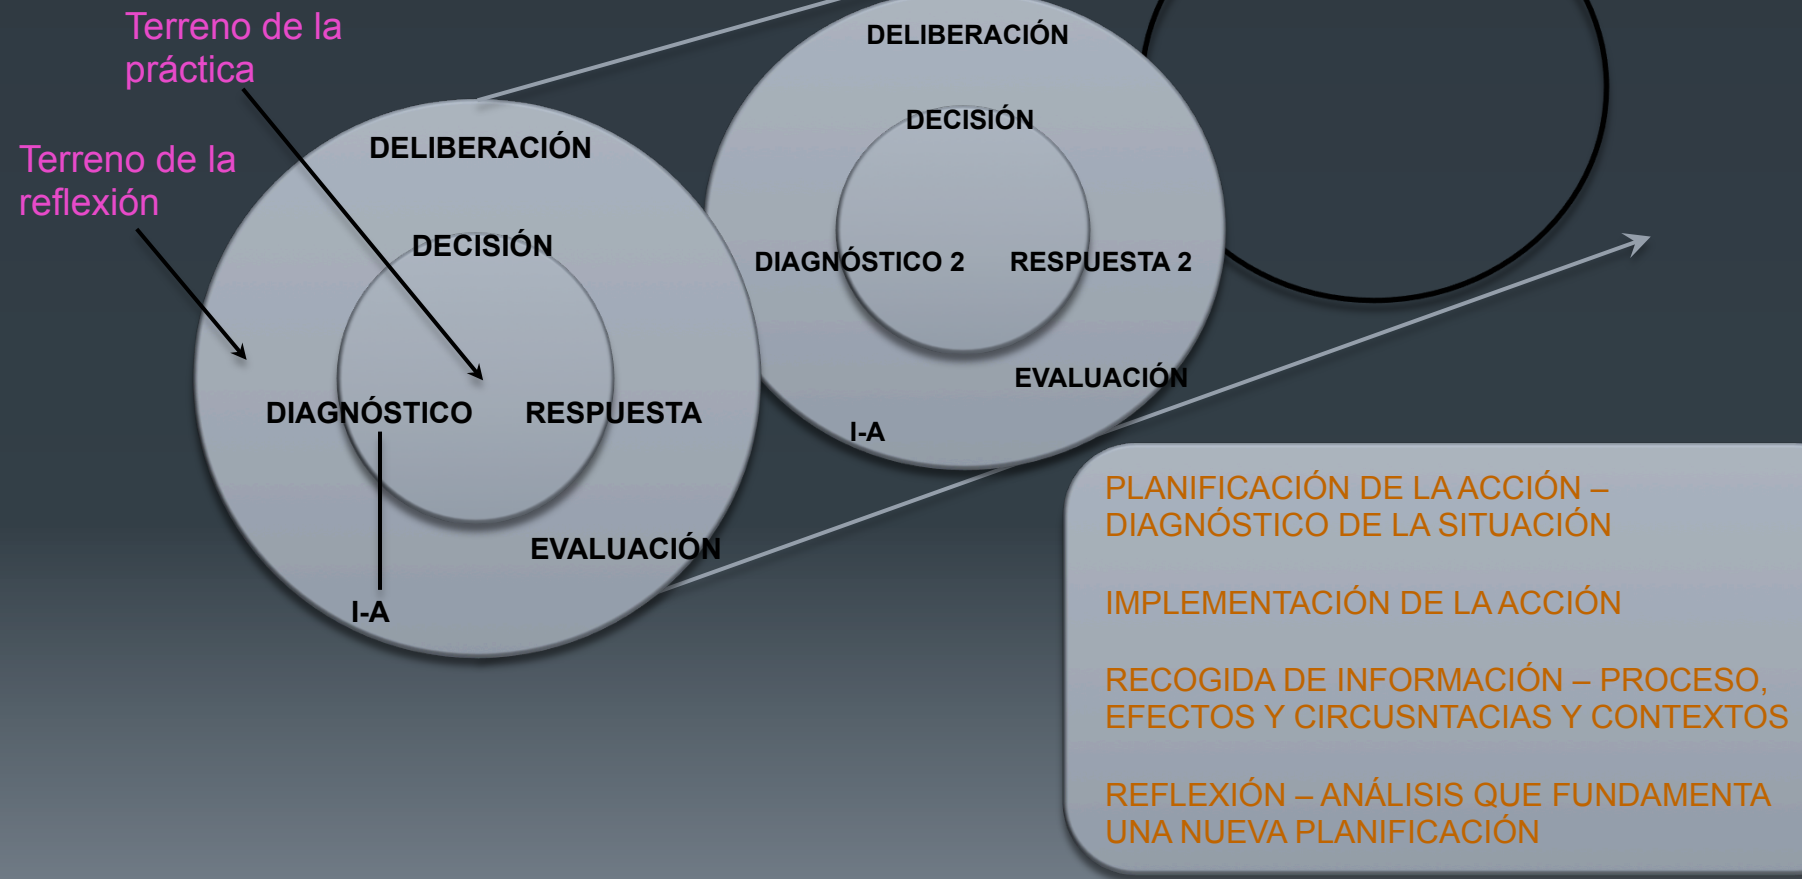 Terreno de la
práctica
Terreno de la
reflexión
DELIBERACIÓN
DECISIÓN
DIAGNÓSTICO
RESPUESTA
EVALUACIÓN
I-A
DELIBERACIÓN
DECISIÓN
DIAGNÓSTICO 2
RESPUESTA 2
EVALUACIÓN
I-A
PLANIFICACIÓN DE LA ACCIÓN –
DIAGNÓSTICO DE LA SITUACIÓN
IMPLEMENTACIÓN DE LA ACCIÓN
RECOGIDA DE INFORMACIÓN – PROCESO,
EFECTOS Y CIRCUSNTACIAS Y CONTEXTOS
REFLEXIÓN – ANÁLISIS QUE FUNDAMENTA
UNA NUEVA PLANIFICACIÓN